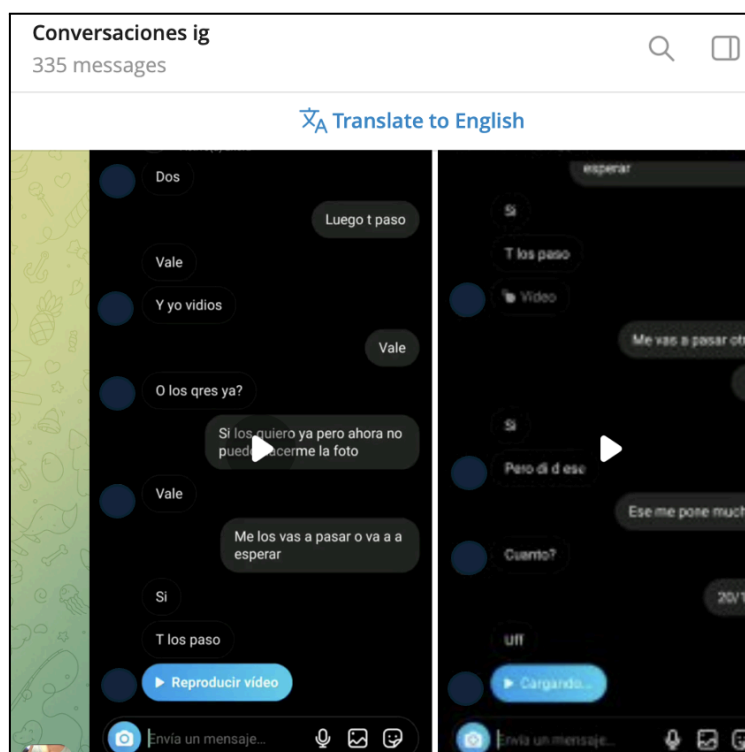 Conversaciones ig
335 messages
Translate to English
Dos
Luego t paso
Vale
Y yo vidios
Vale
O los qres ya?
Si los quiero ya pero ahora no
hacerme la foto
Vale
Me los vas a pasar o va a a
esperar
Si
T los paso
Reproducir vídeo
Envía un mensaje...
esperar
Si
T los paso
Vídeo
Me vas a pasar
Si
Pero di d ese
Ese me pone
Cuanto?
Uff
Cargando...
Envía un mensaje...